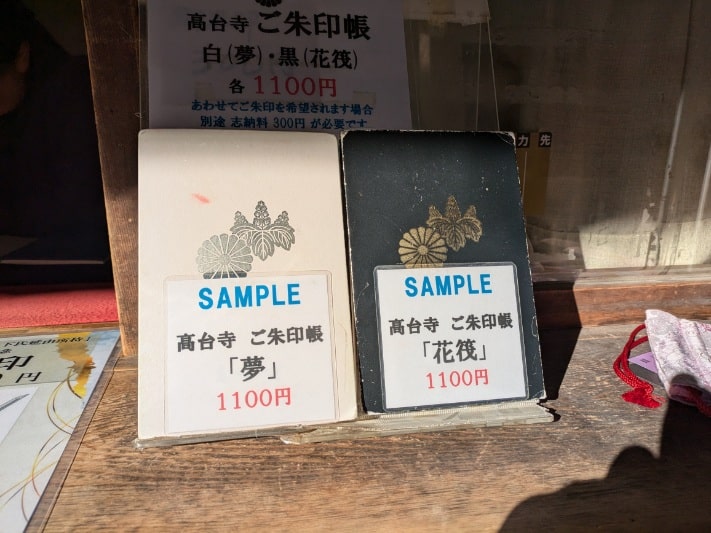 高台寺 ご朱印帳
白(夢)・黒(花筏)
各 1100円
あわせてご朱印を希望されます場合
別途 志納料 300円 が必要です
SAMPLE
高台寺 ご朱印帳
「夢」
1100円
SAMPLE
高台寺 ご朱印帳
「花筏」
1100円
力 先
印
円